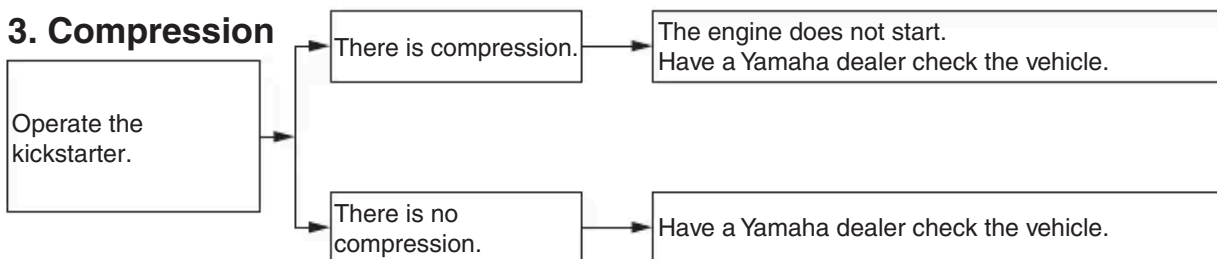 3. Compression
Operate the
kickstarter.
There is compression.
The engine does not start.
Have a Yamaha dealer check the vehicle.
There is no
compression.
Have a Yamaha dealer check the vehicle.